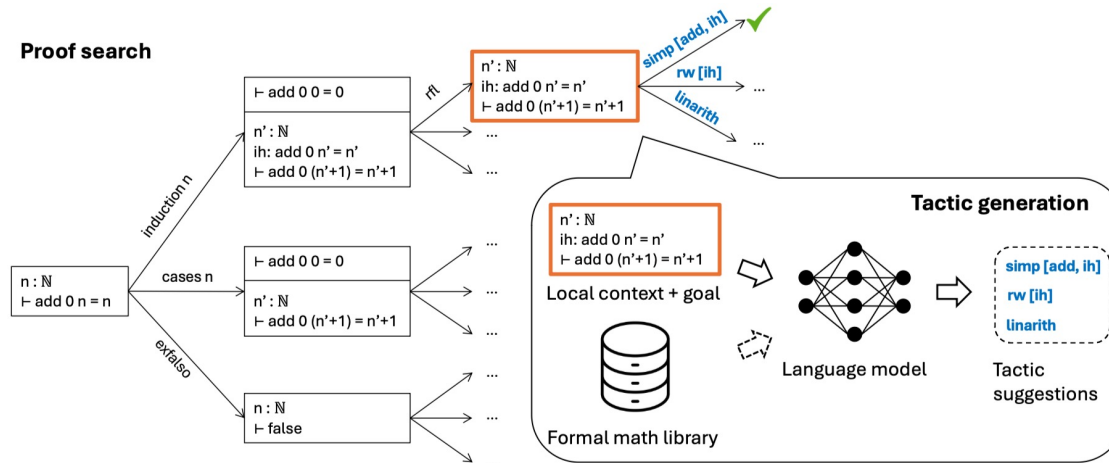 Proof search
n : ℕ
⊢ add 0 n = n
induction n
cases n
exfalso
⊢ add 0 0 = 0
n' : ℕ
ih: add 0 n' = n'
⊢ add 0 (n'+1) = n'+1
⊢ add 0 0 = 0
n' : ℕ
⊢ add 0 (n'+1) = n'+1
n : ℕ
⊢ false
rfl
...
...
...
...
...
...
...
...
n' : ℕ
ih: add 0 n' = n'
⊢ add 0 (n'+1) = n'+1
simp [add, ih]
rw [ih]
linarith
...
...
Tactic generation
n' : ℕ
ih: add 0 n' = n'
⊢ add 0 (n'+1) = n'+1
Local context + goal
Formal math library
Language model
simp [add, ih]
rw [ih]
linarith
Tactic
suggestions